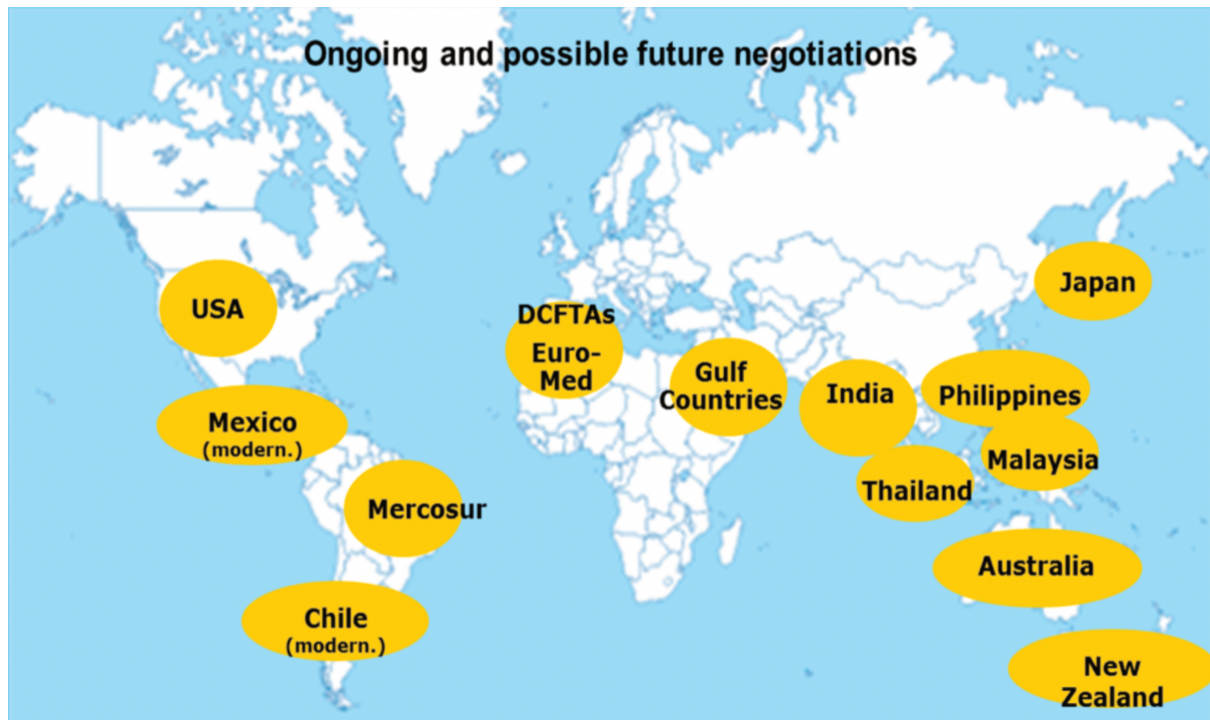 Ongoing and possible future negotiations
USA
Mexico
(modern.)
Mercosur
Chile
(modern.)
DCFTAs
Euro-
Med
Gulf
Countries
India
Japan
Philippines
Malaysia
Thailand
Australia
New
Zealand